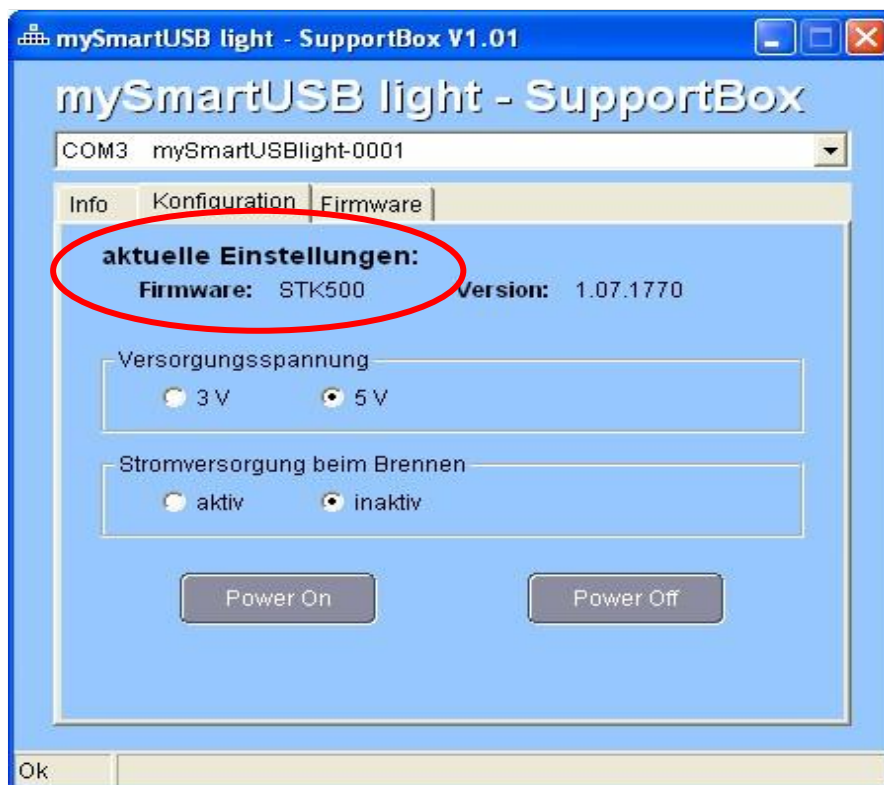 mySmartUSB light - SupportBox V1.01
mySmartUSB light - SupportBox
COM3 mySmartUSBlight-0001
Info Konfiguration Firmware
aktuelle Einstellungen:
Firmware: STK500 Version: 1.07.1770
Versorgungsspannung
3 V 5 V
Stromversorgung beim Brennen
aktiv inaktiv
Power On Power Off
Ok